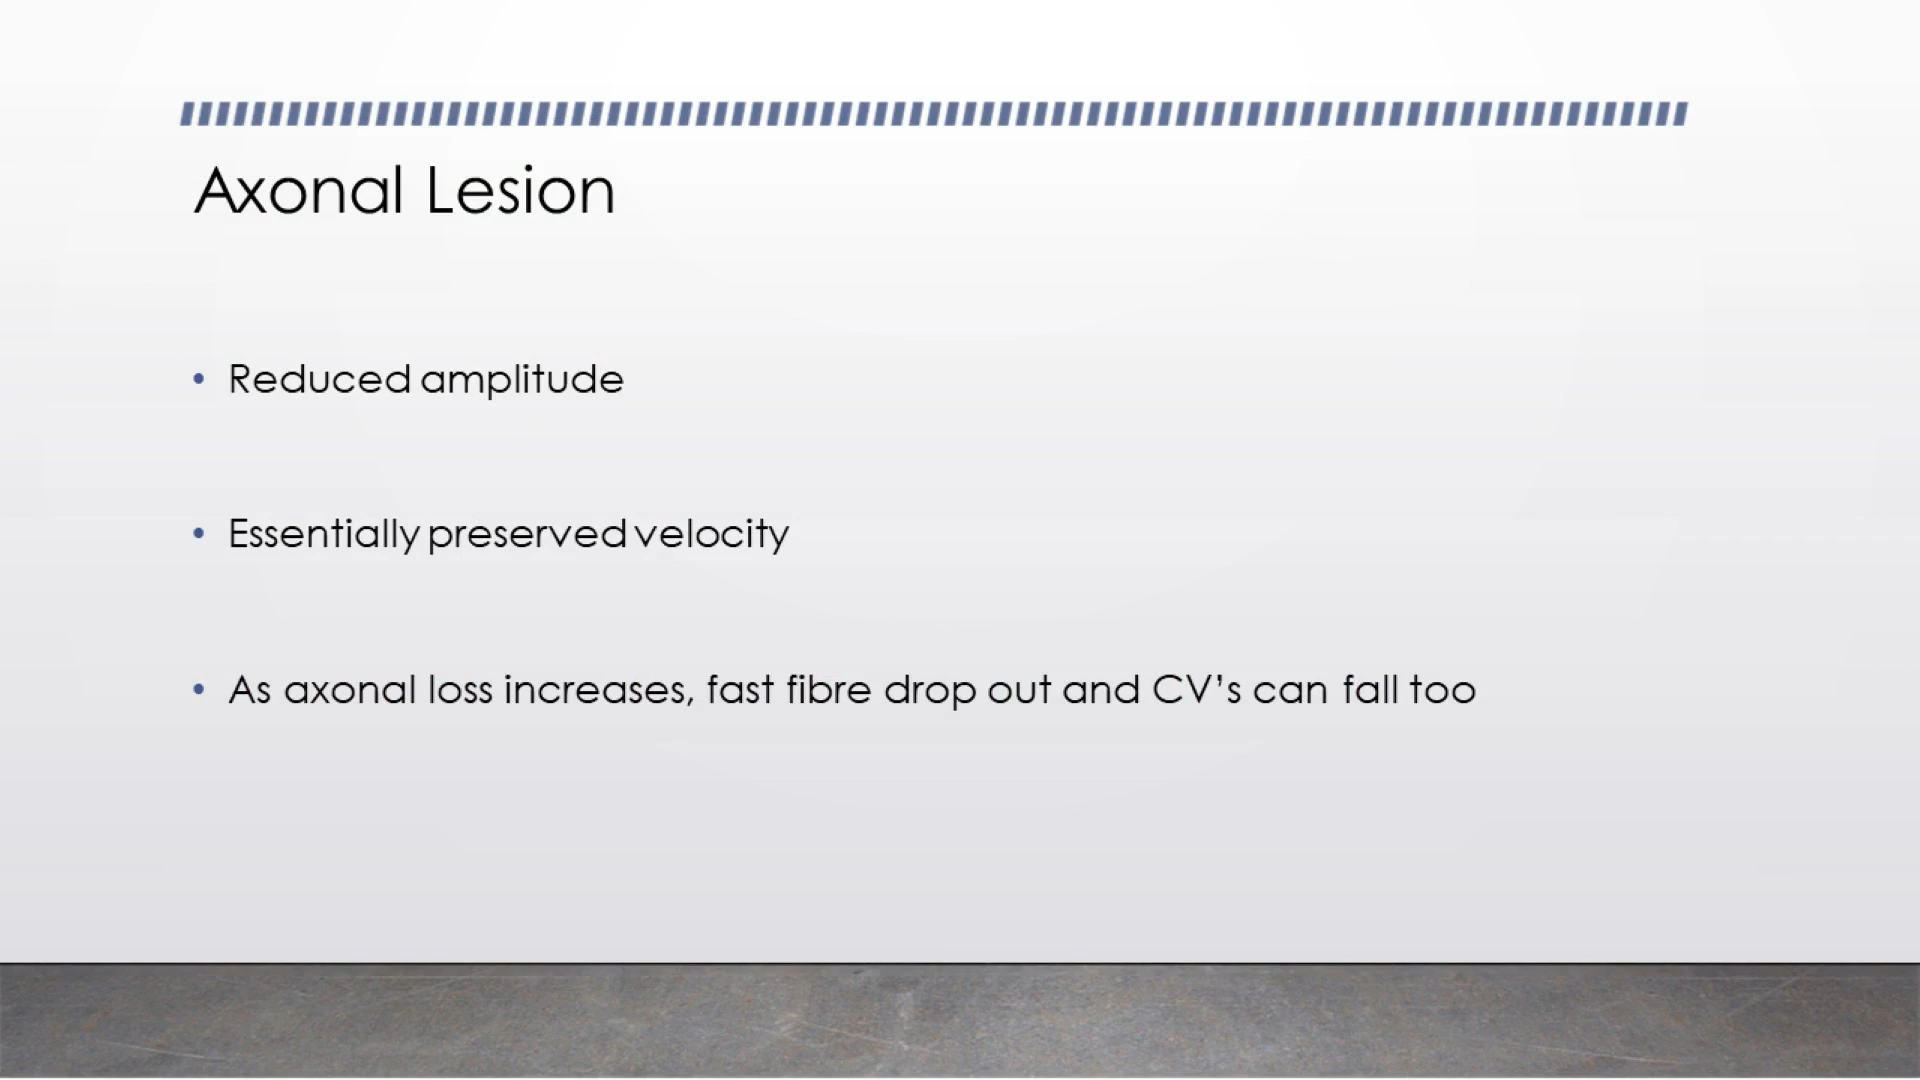 Axonal Lesion
• Reduced amplitude
• Essentially preserved velocity
• As axonal loss increases, fast fibre drop out and CV’s can fall too